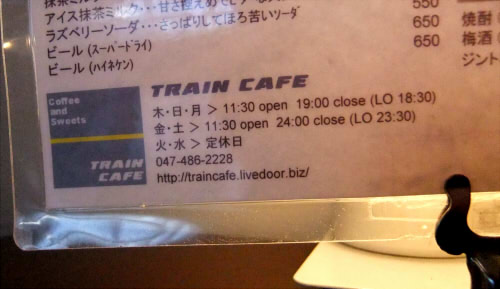 アイス抹茶ミルク・・・甘さ控えめで
550
ラズベリーソーダ・・・さっぱりしてほろ苦いソーダ
650
ビール (スーパードライ)
650
ビール (ハイネケン)
焼酎
梅酒
ジント
Coffee
and
Sweets
TRAIN
CAFE
TRAIN CAFE
木・日・月 > 11:30 open 19:00 close (LO 18:30)
金・土 > 11:30 open 24:00 close (LO 23:30)
火・水 > 定休日
047-486-2228
http://traincafe.livedoor.biz/